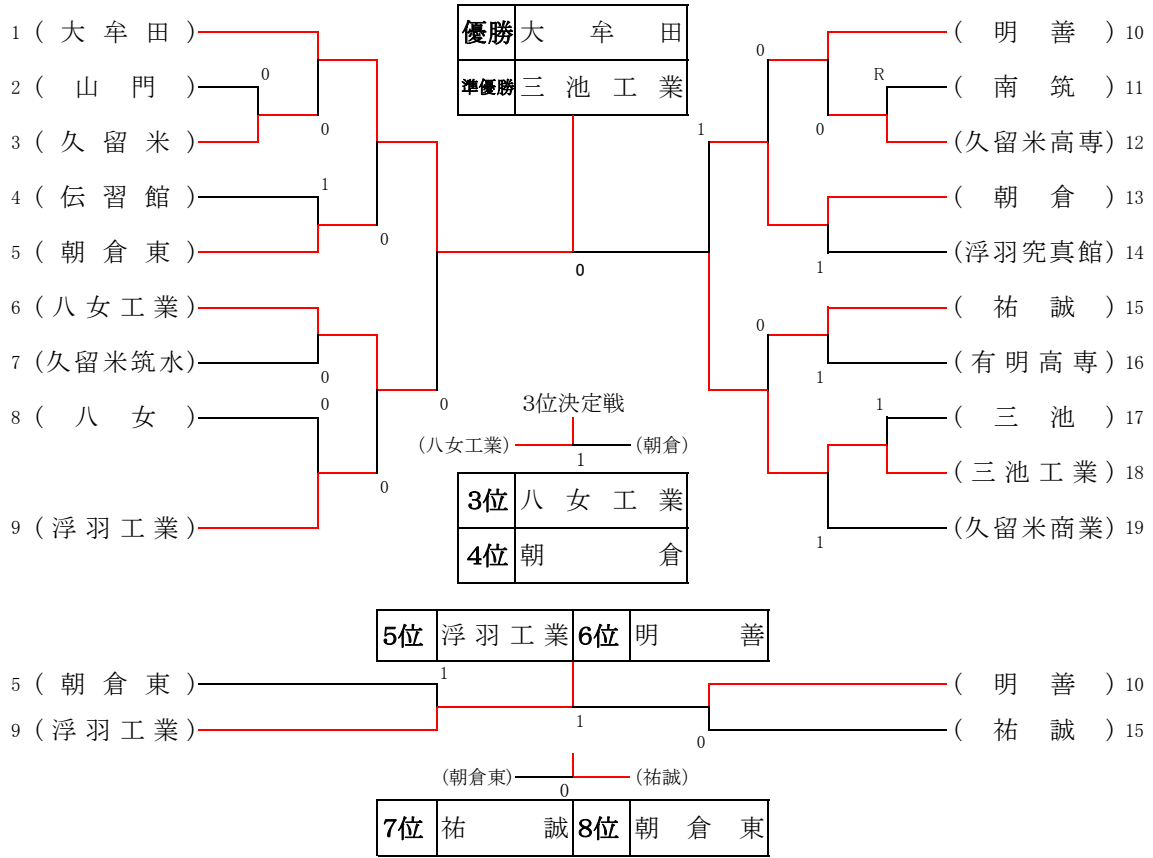 1 ( 大 牟 田 ) 優勝 大 牟 田 0 ( 明 善 ) 10
2 ( 山 門 ) 0 準優勝 三 池 工 業 R ( 南 筑 ) 11
3 ( 久 留 米 ) 0 1 0 (久留米高専) 12
4 ( 伝 習 館 ) 1 ( 朝 倉 ) 13
5 ( 朝 倉 東 ) 0 0 1 (浮羽究真館) 14
6 ( 八 女 工 業 ) 0 ( 祐 誠 ) 15
7 (久留米筑水) 0 1 ( 有 明 高 専 ) 16
8 ( 八 女 ) 0 0 3位決定戦 1 ( 三 池 ) 17
(八女工業) 1 (朝倉)
0 3位 八 女 工 業 ( 三 池 工 業 ) 18
9 ( 浮 羽 工 業 ) 4位 朝 倉 1 (久留米商業) 19
5位 浮 羽 工 業 6位 明 善
5 ( 朝 倉 東 ) 1 ( 明 善 ) 10
9 ( 浮 羽 工 業 ) 1 0 ( 祐 誠 ) 15
(朝倉東) 0 (祐誠)
7位 祐 誠 8位 朝 倉 東